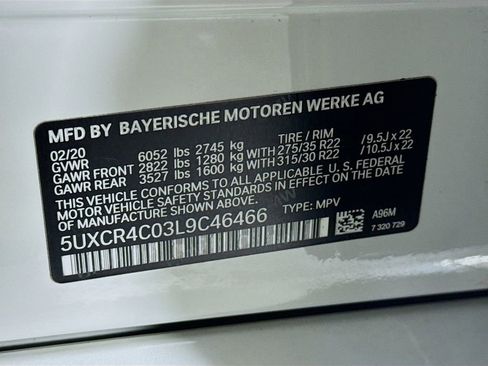 MFD BY BAYERISCHE MOTOREN WERKE AG
02/20 TIRE / RIM
GVWR 6052 lbs 2745 kg
GAWR FRONT 2822 lbs 1280 kg WITH 275/35 R22 / 9.5J x 22
GAWR REAR 3527 lbs 1600 kg WITH 315/30 R22 / 10.5J x 22
THIS VEHICLE CONFORMS TO ALL APPLICABLE U.S. FEDERAL
MOTOR VEHICLE SAFETY STANDARDS IN EFFECT ON THE
DATE OF MANUFACTURE SHOWN ABOVE.
5UXCR4C03L9C46466 TYPE: MPV
A96M
7 320 729